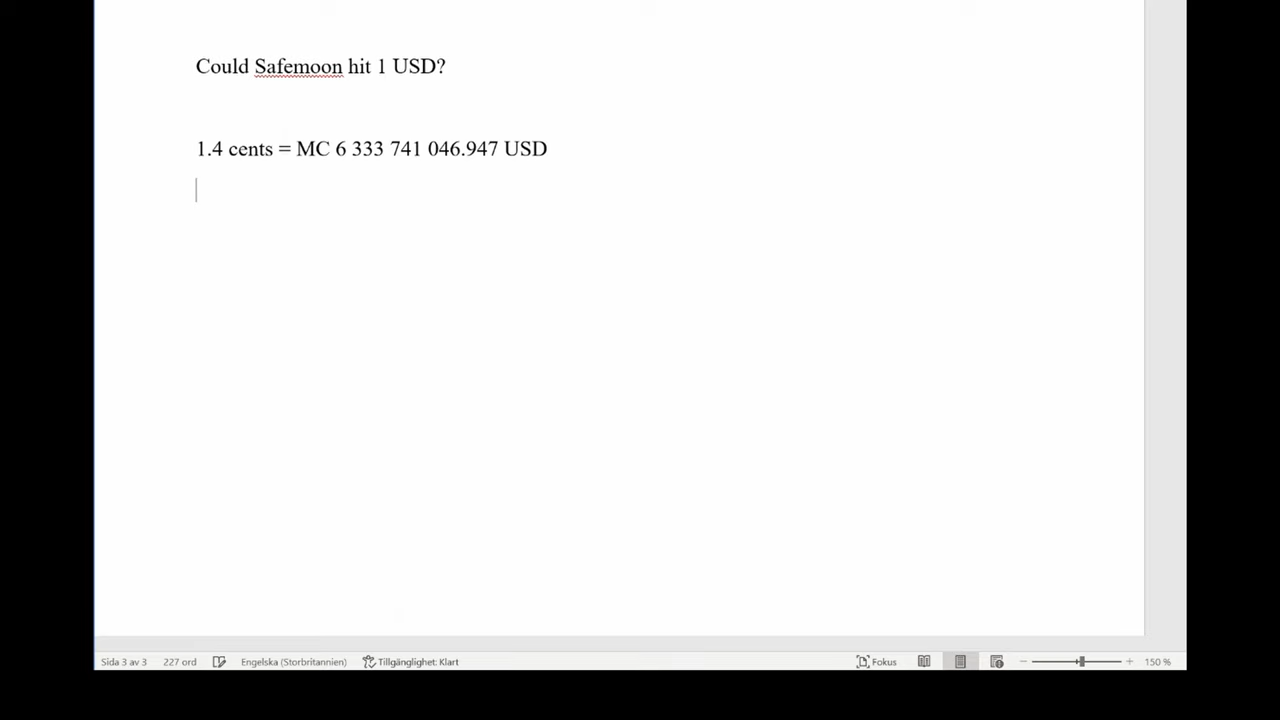 Could Safemoon hit 1 USD?
1.4 cents = MC 6 333 741 046.947 USD
Sida 3 av 3 227 ord Engelska (Storbritannien) Tillgänglighet: Klart Fokus 150 %